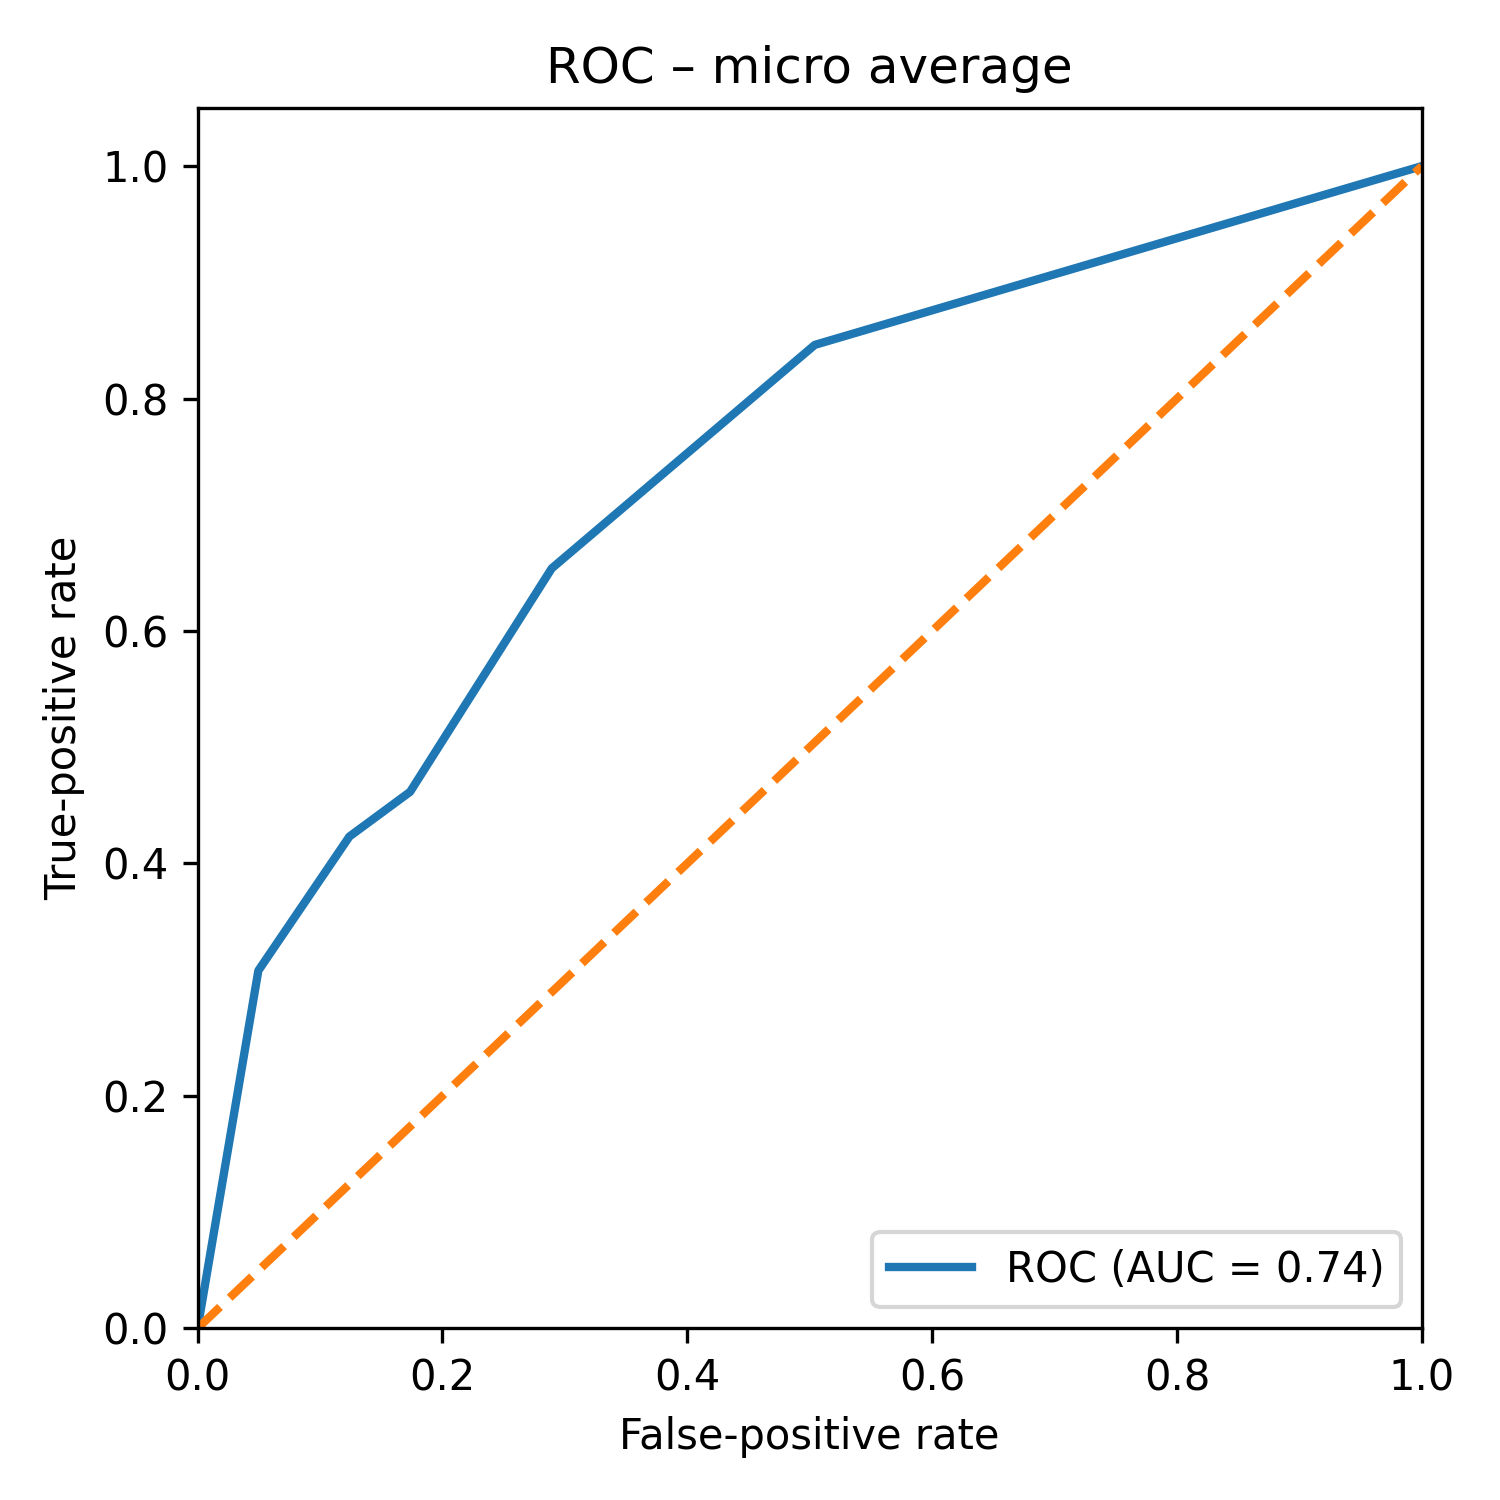 ROC – micro average
1.0
0.8
0.6
0.4
0.2
0.0
True-positive rate
ROC (AUC = 0.74)
0.0 0.2 0.4 0.6 0.8 1.0
False-positive rate